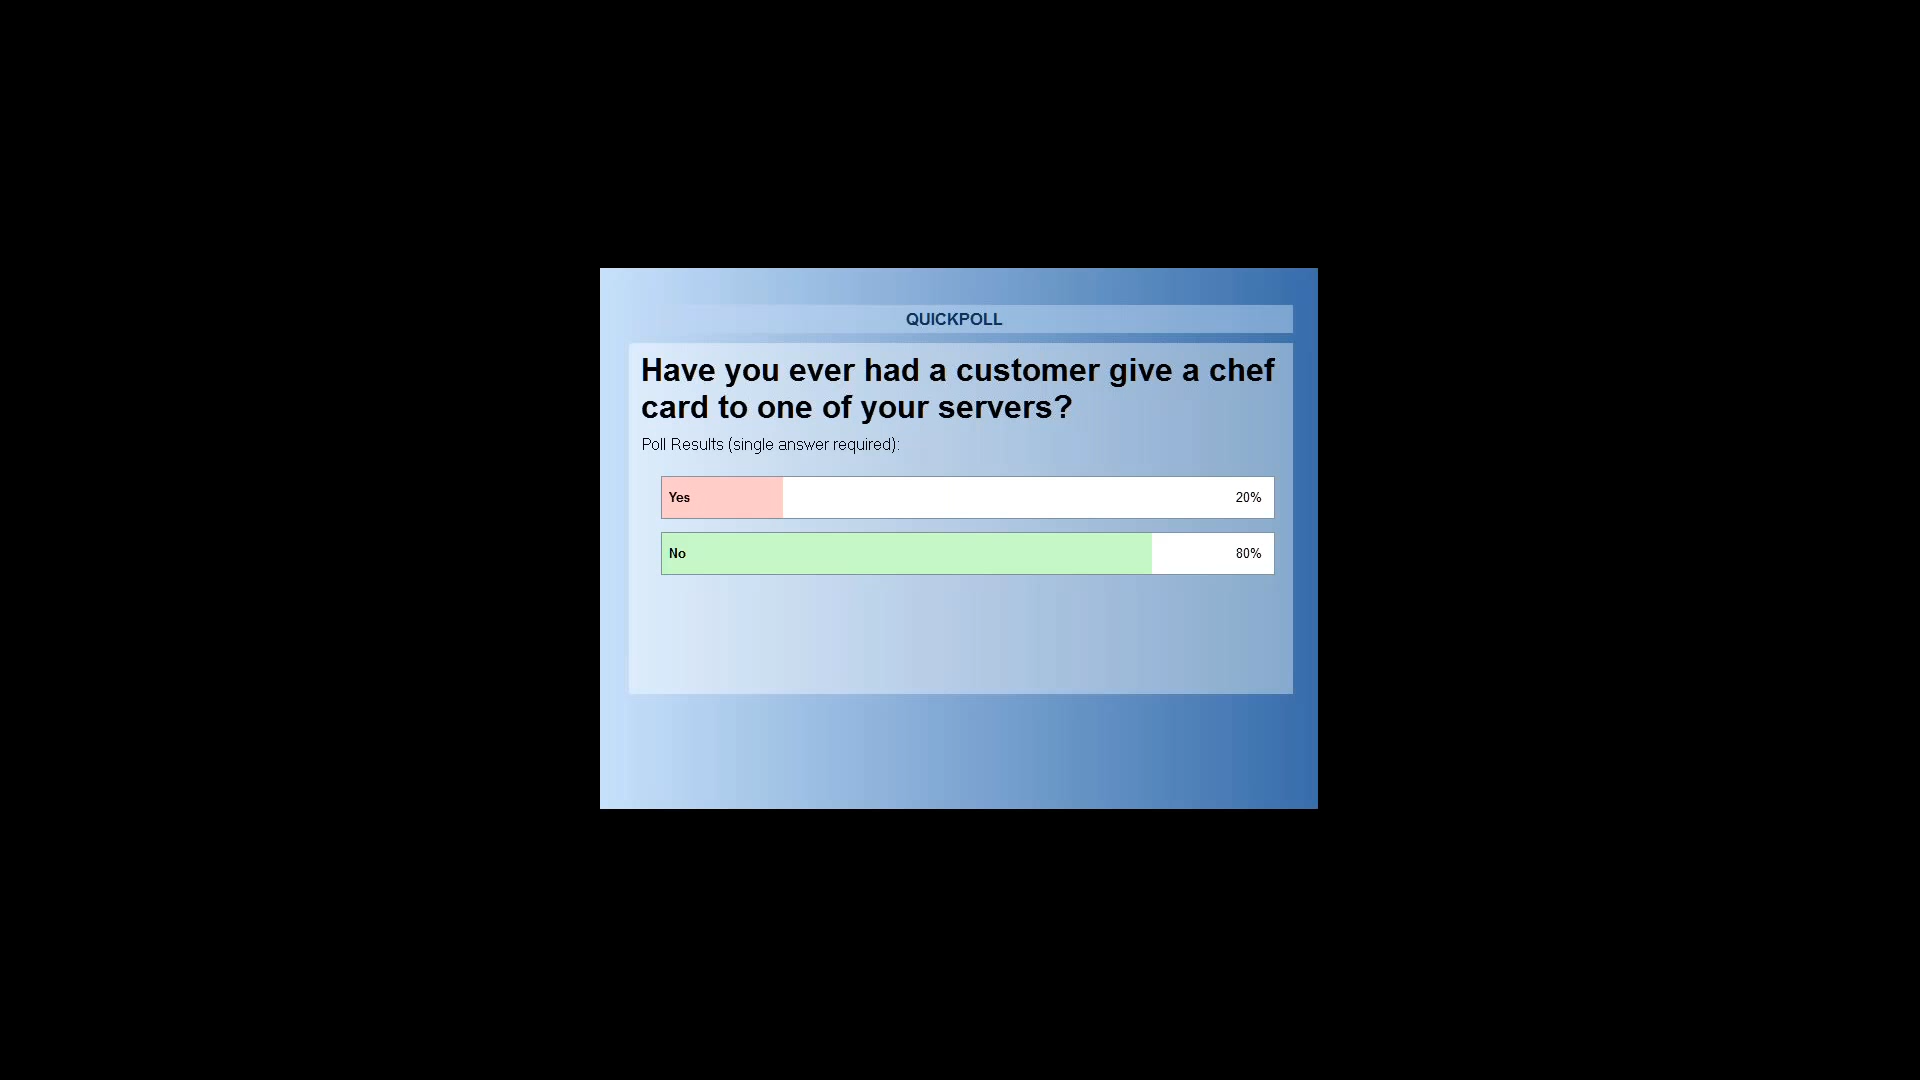 QUICKPOLL
Have you ever had a customer give a chef
card to one of your servers?
Poll Results (single answer required):
Yes 20%
No 80%